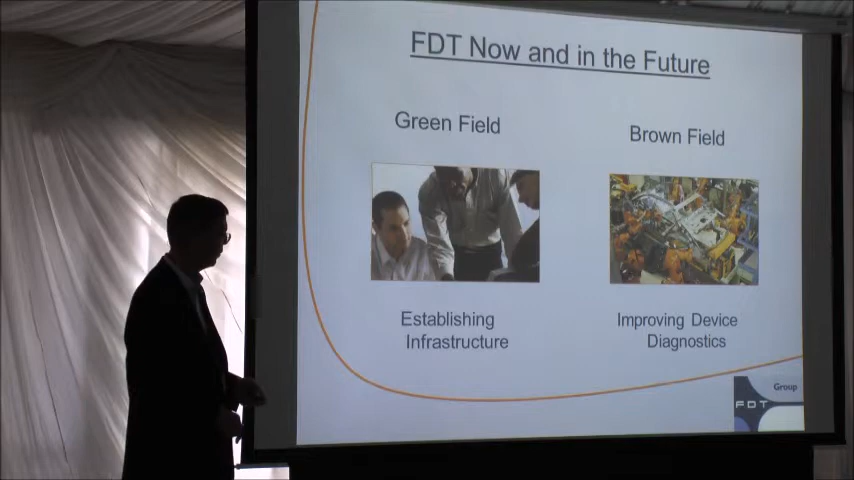 FDT Now and in the Future
Green Field
Brown Field
Establishing
Infrastructure
Improving Device
Diagnostics
Group
FDT